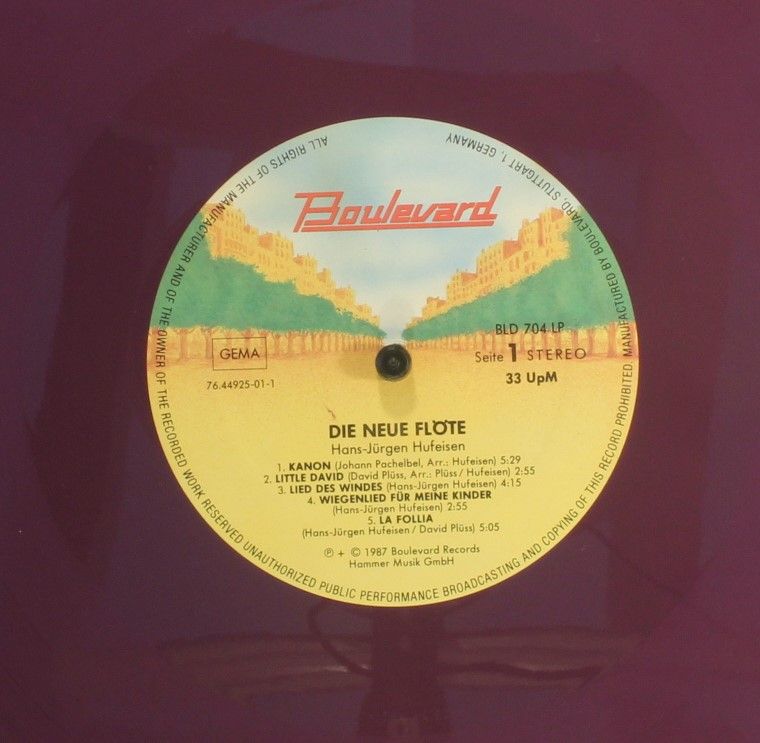 Boulevard
BLD 704 LP
GEMA
Seite 1 STEREO
76.44925-01-1
33 UpM
DIE NEUE FLÖTE
Hans-Jürgen Hufeisen
1. KANON (Johann Pachelbel, Arr.: Hufeisen) 5:29
2. LITTLE DAVID (David Plüss, Arr.: Plüss / Hufeisen) 2:55
3. LIED DES WINDES (Hans-Jürgen Hufeisen) 4:15
4. WIEGENLIED FÜR MEINE KINDER
(Hans-Jürgen Hufeisen) 2:55
5. LA FOLLIA
(Hans-Jürgen Hufeisen / David Plüss) 5:05
℗ + © 1987 Boulevard Records
Hammer Musik GmbH
ALL RIGHTS OF THE MANUFACTURER AND OF THE OWNER OF THE RECORDED WORK RESERVED UNAUTHORIZED PUBLIC PERFORMANCE BROADCASTING AND COPYING OF THIS RECORD PROHIBITED. MANUFACTURED BY BOULEVARD, STUTTGART 1, GERMANY